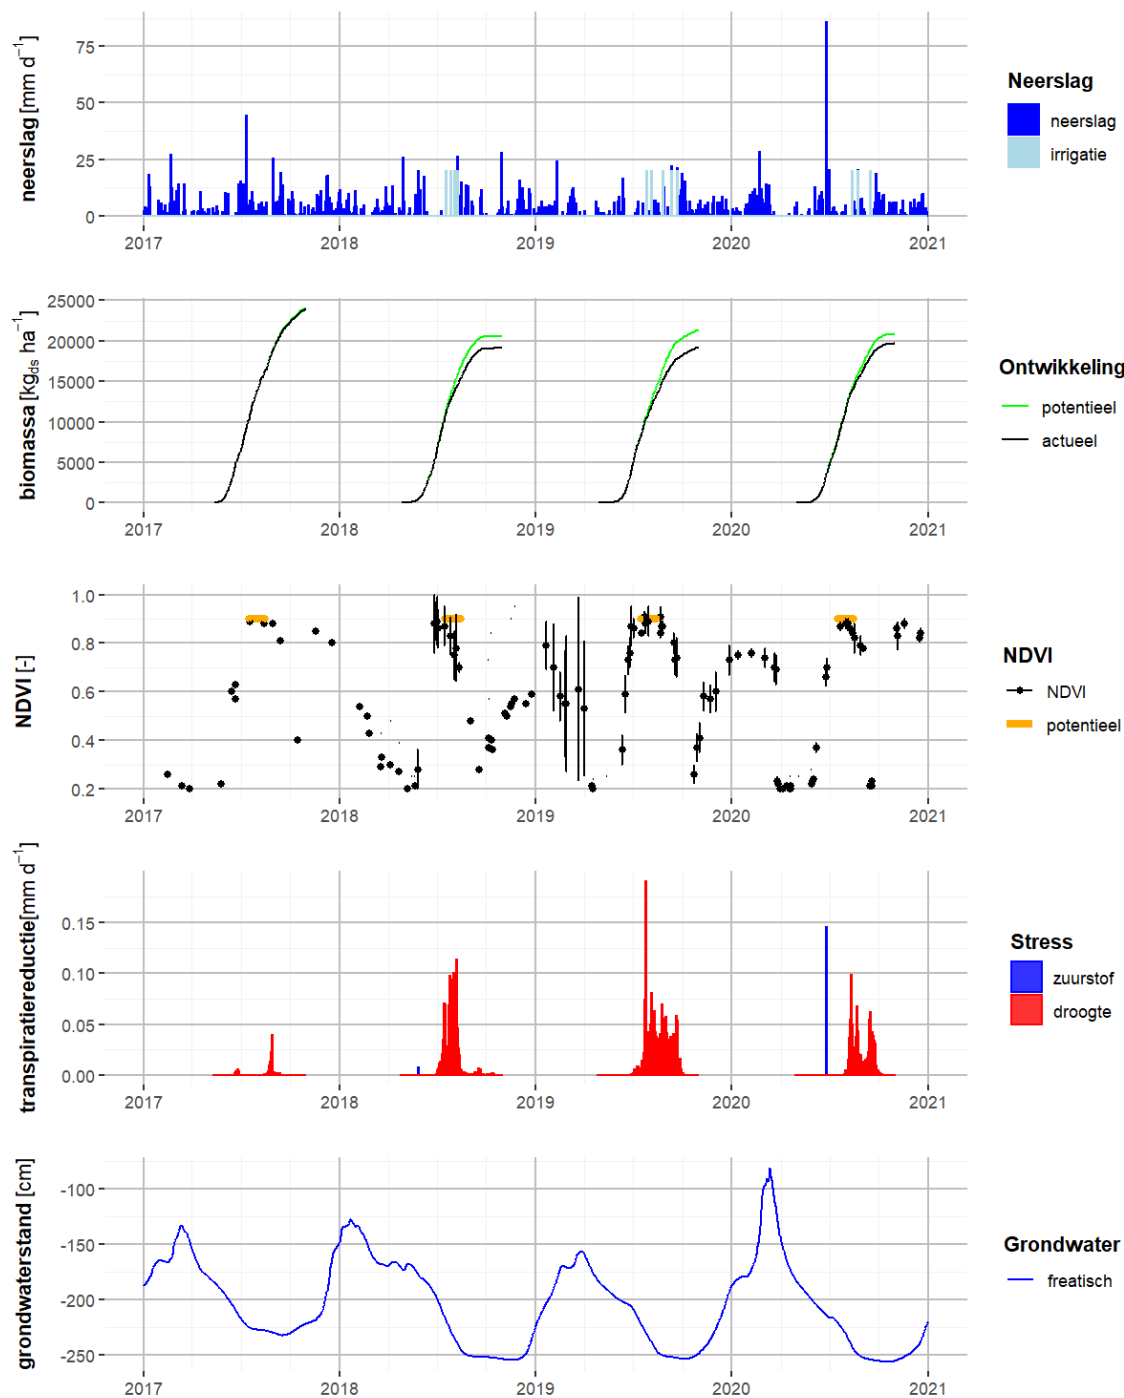 neerslag [mm d⁻¹]
75
50
25
0
2017 2018 2019 2020 2021
Neerslag
neerslag
irrigatie
biomassa [kg_ds ha⁻¹]
25000
20000
15000
10000
5000
0
2017 2018 2019 2020 2021
Ontwikkeling
potentieel
actueel
NDVI [-]
1.0
0.8
0.6
0.4
0.2
2017 2018 2019 2020 2021
NDVI
NDVI
potentieel
transpiratiereductie[mm d⁻¹]
0.15
0.10
0.05
0.00
2017 2018 2019 2020 2021
Stress
zuurstof
droogte
grondwaterstand [cm]
-100
-150
-200
-250
2017 2018 2019 2020 2021
Grondwater
freatisch